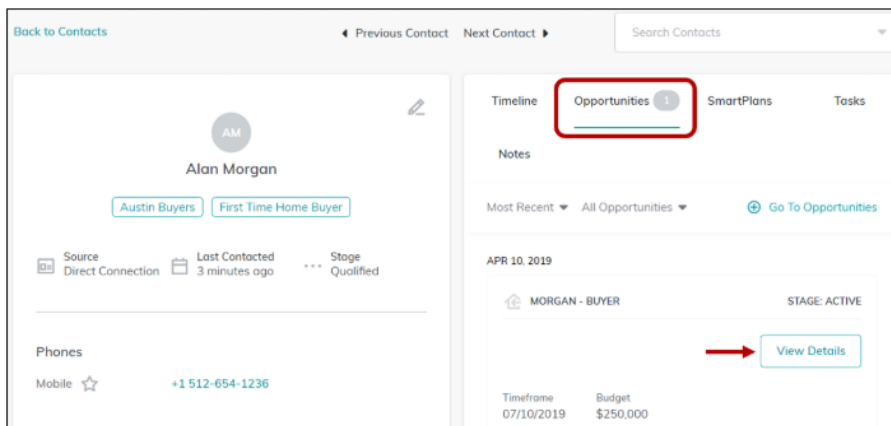 Back to Contacts
Previous Contact Next Contact
Search Contacts
AM
Alan Morgan
Austin Buyers First Time Home Buyer
Source Last Contacted Stage
Direct Connection 3 minutes ago Qualified
Phones
Mobile +1 512-654-1236
Timeline Opportunities 1 SmartPlans Tasks
Notes
Most Recent All Opportunities Go To Opportunities
APR 10, 2019
MORGAN - BUYER STAGE: ACTIVE
View Details
Timeframe Budget
07/10/2019 $250,000